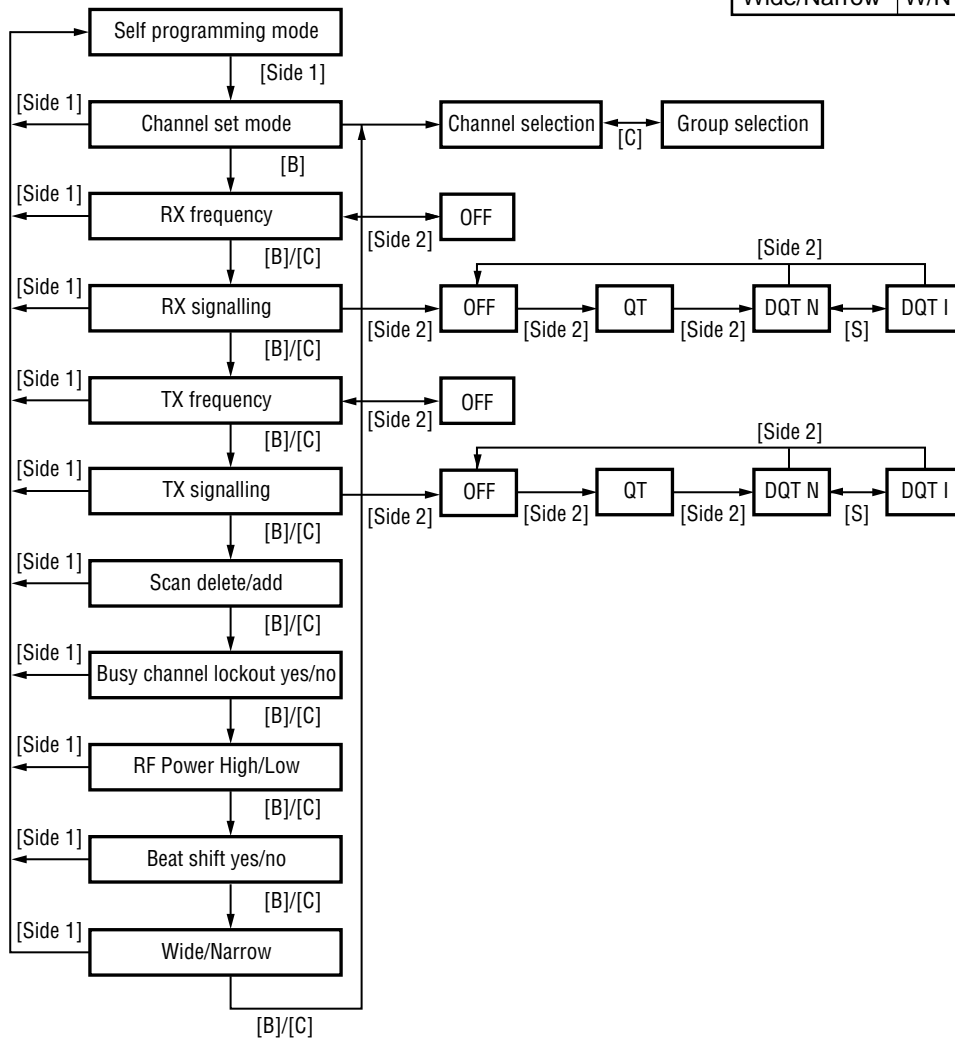 Wide/Narrow W/N
Self programming mode
[Side 1]
[Side 1]
Channel set mode
Channel selection
[C]
Group selection
[B]
[Side 1]
RX frequency
[Side 2]
OFF
[B]/[C]
[Side 2]
[Side 1]
RX signalling
[Side 2]
OFF
[Side 2]
QT
[Side 2]
DQT N
[S]
DQT I
[B]/[C]
[Side 1]
TX frequency
[Side 2]
OFF
[B]/[C]
[Side 2]
[Side 1]
TX signalling
[Side 2]
OFF
[Side 2]
QT
[Side 2]
DQT N
[S]
DQT I
[B]/[C]
[Side 1]
Scan delete/add
[B]/[C]
[Side 1]
Busy channel lockout yes/no
[B]/[C]
[Side 1]
RF Power High/Low
[B]/[C]
[Side 1]
Beat shift yes/no
[B]/[C]
[Side 1]
Wide/Narrow
[B]/[C]